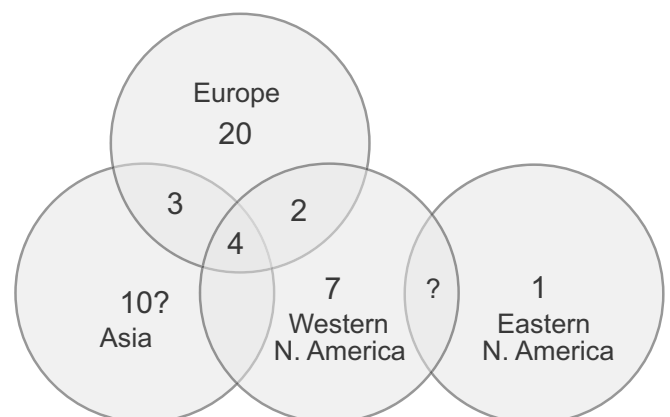 Europe
20
3
2
4
10?
Asia
7
Western
N. America
?
1
Eastern
N. America